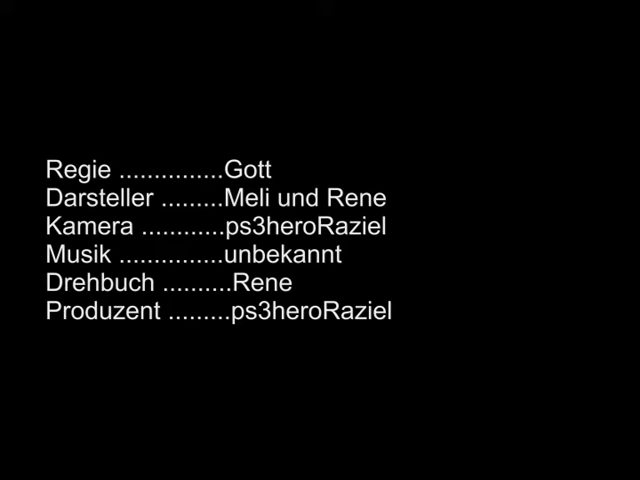 Regie ...............Gott
Darsteller .........Meli und Rene
Kamera ............ps3heroRaziel
Musik ...............unbekannt
Drehbuch ..........Rene
Produzent .........ps3heroRaziel